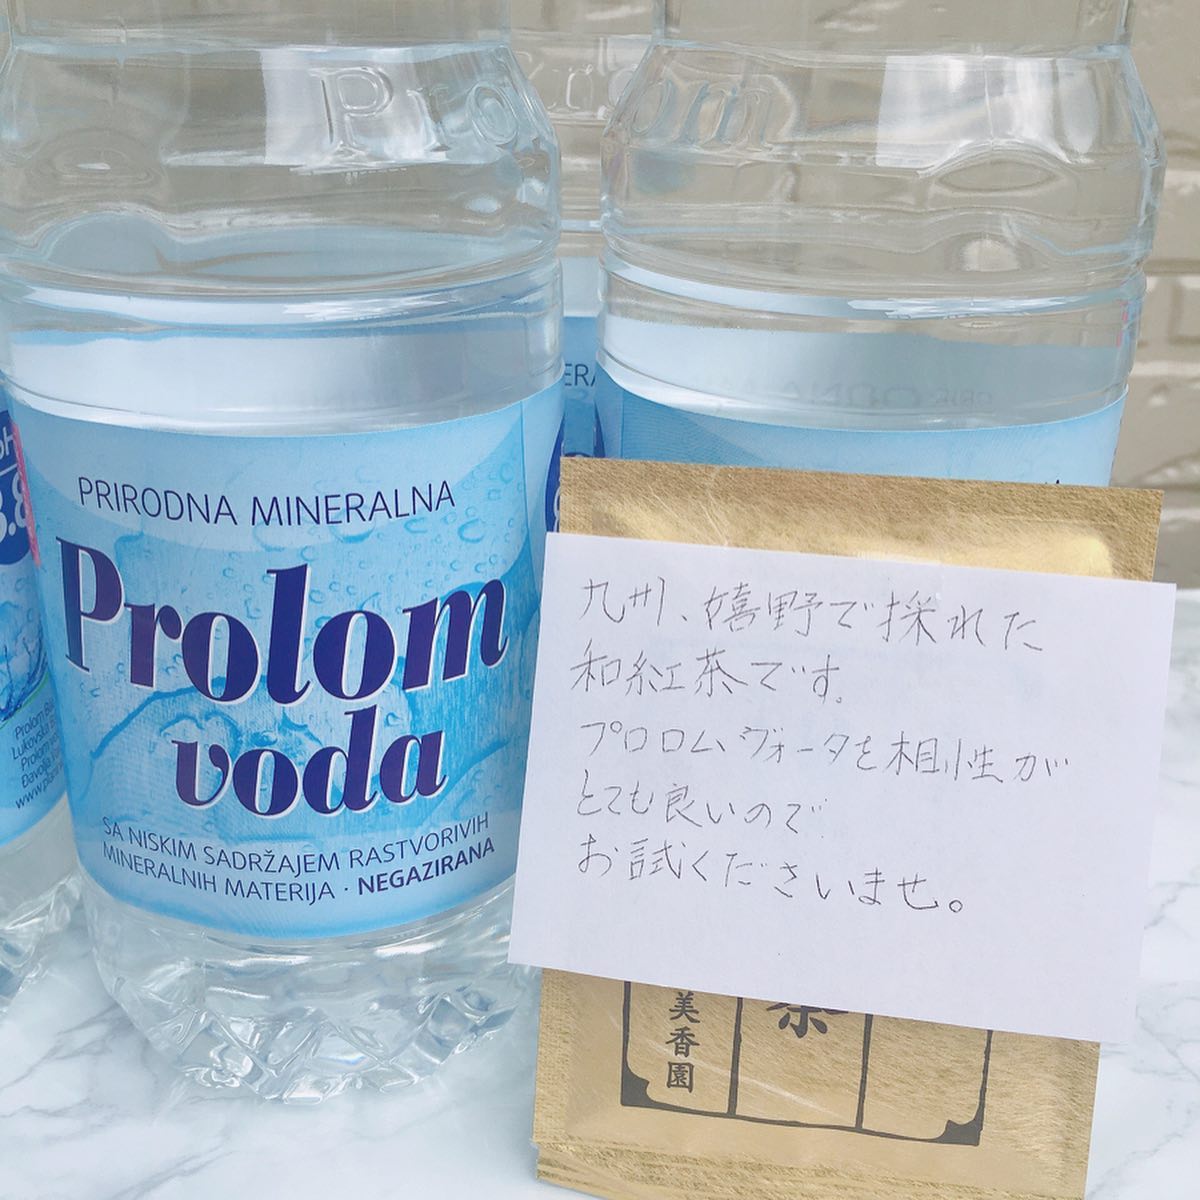 Prolom
PRIRODNA MINERALNA
Prolom
voda
SA NISKIM SADRŽAJEM RASTVORIVIH
MINERALNIH MATERIJA · NEGAZIRANA
pH
8.8
九州、嬉野で採れた
和紅茶です。
プロロムヴォータと相性が
とても良いので
お試しくださいませ。
茶
美香園